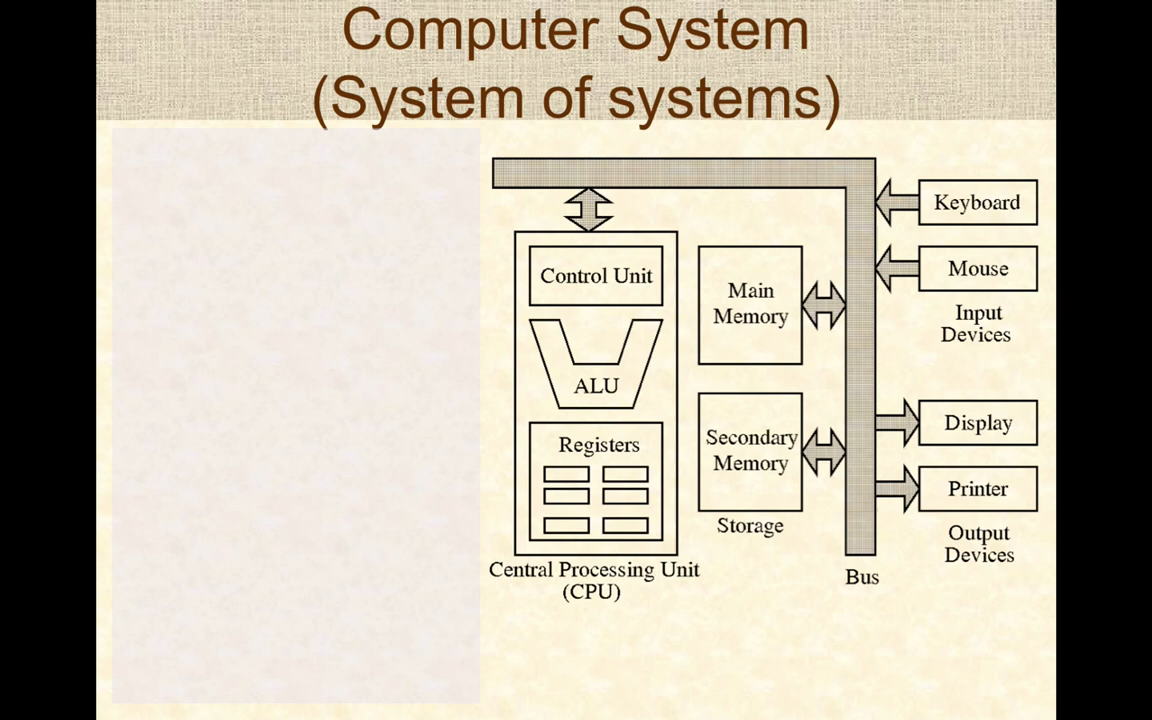 Computer System
(System of systems)
Control Unit
ALU
Registers
Central Processing Unit
(CPU)
Main
Memory
Secondary
Memory
Storage
Bus
Keyboard
Mouse
Input
Devices
Display
Printer
Output
Devices